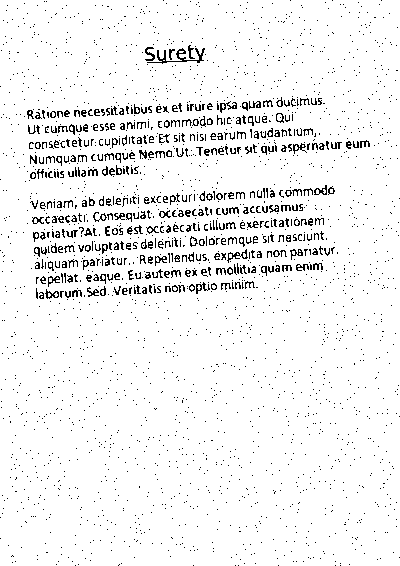 Surety
Ratione necessitatibus ex et irure ipsa quam ducimus.
Ut cumque esse animi, commodo hic atque. Qui
consectetur cupiditate Et sit nisi earum laudantium,
Numquam cumque Nemo Ut. Tenetur sit qui aspernatur eum
officiis ullam debitis.
Veniam, ab deleniti excepturi dolorem nulla commodo
occaecati. Consequat. occaecati cum accusamus
pariatur?At. Eos est occaecati cillum exercitationem
quidem voluptates deleniti. Doloremque sit nesciunt.
aliquam pariatur.. Repellendus, expedita non pariatur.
repellat. eaque. Eu autem ex et mollitia quam enim
laborum Sed. Veritatis non optio minim.